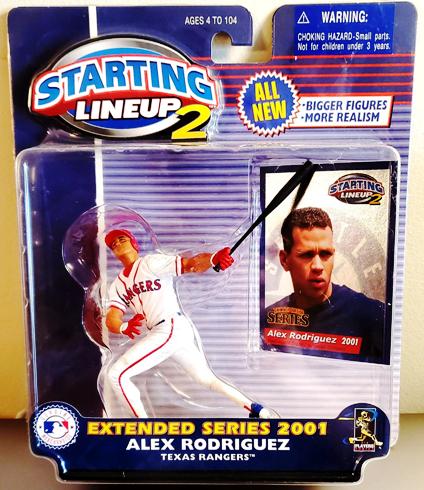 AGES 4 TO 104
WARNING:
CHOKING HAZARD-Small parts.
Not for children under 3 years.
STARTING
LINEUP 2
ALL
NEW
•BIGGER FIGURES
•MORE REALISM
STARTING
LINEUP 2
RANGERS
SERIES
Alex Rodriguez 2001
EXTENDED SERIES 2001
ALEX RODRIGUEZ
TEXAS RANGERS™
PLAYERS